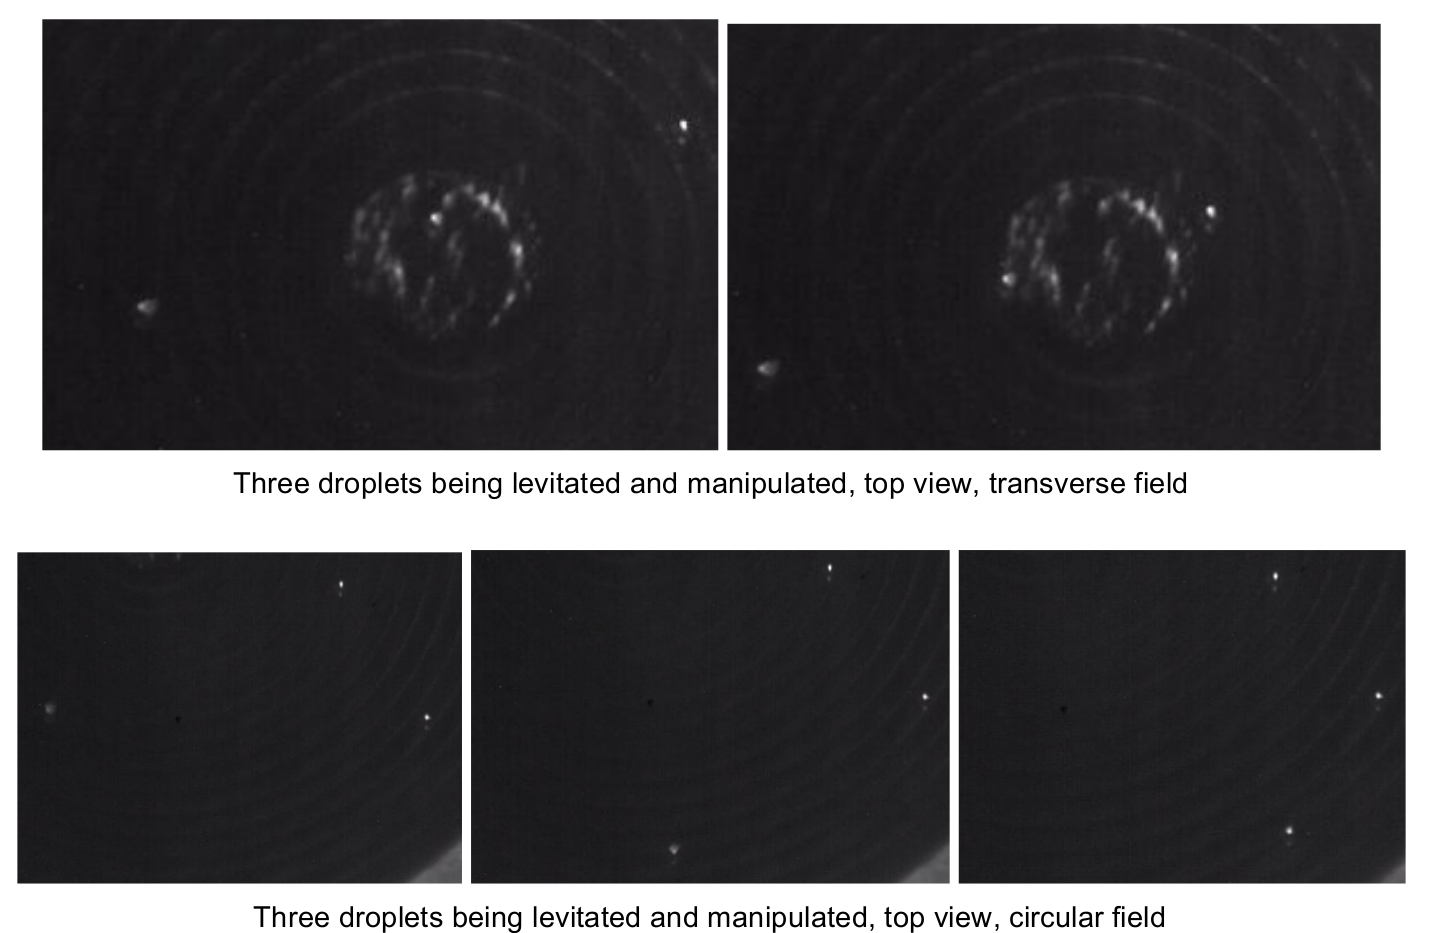 Three droplets being levitated and manipulated, top view, transverse field
Three droplets being levitated and manipulated, top view, circular field